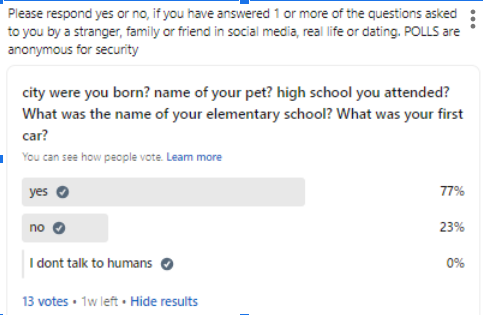 Please respond yes or no, if you have answered 1 or more of the questions asked
to you by a stranger, family or friend in social media, real life or dating. POLLS are
anonymous for security
city were you born? name of your pet? high school you attended?
What was the name of your elementary school? What was your first
car?
You can see how people vote. Learn more
yes 77%
no 23%
I dont talk to humans 0%
13 votes • 1w left • Hide results